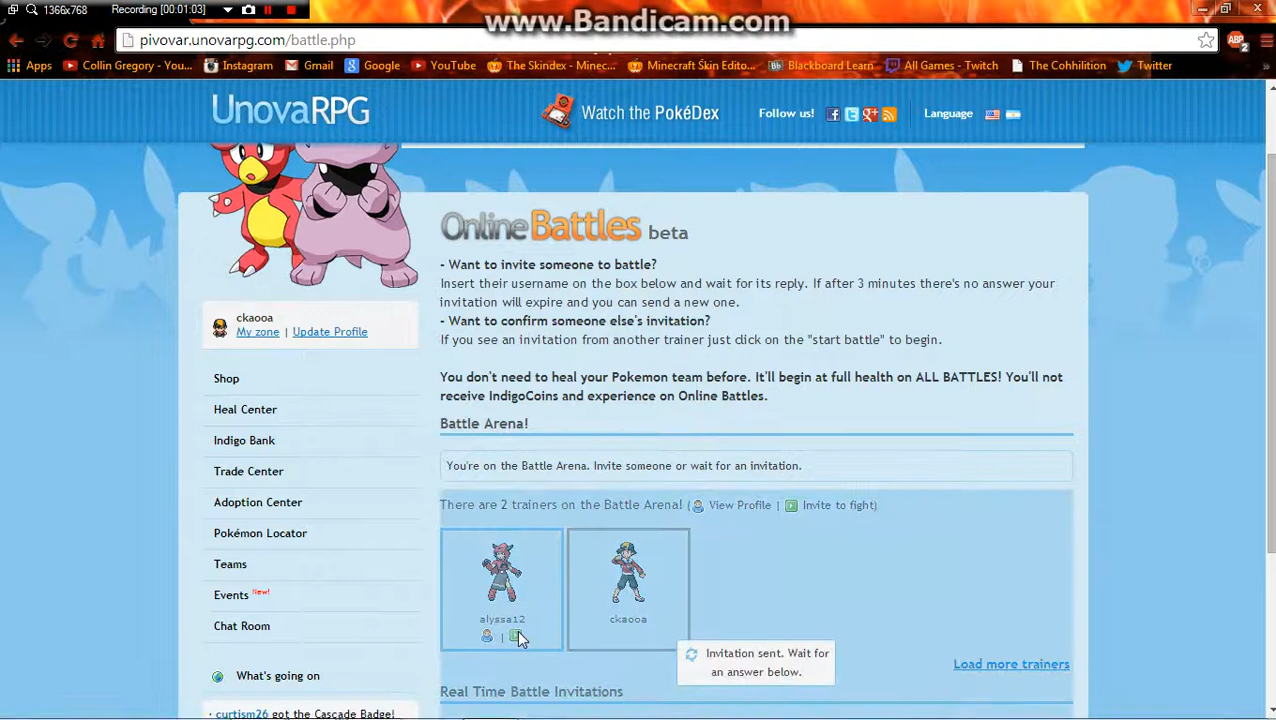 1366x768 Recording [00:01:03]
www.Bandicam.com
pivovar.unovarpg.com/battle.php
ABP 2
Apps Collin Gregory - You... Instagram Gmail Google YouTube The Skindex - Minec... Minecraft Skin Edito... Bb Blackboard Learn All Games - Twitch The Cohhilition Twitter »
UnovaRPG Watch the PokéDex Follow us! Language
OnlineBattles beta
- Want to invite someone to battle?
Insert their username on the box below and wait for its reply. If after 3 minutes there's no answer your
invitation will expire and you can send a new one.
- Want to confirm someone else's invitation?
If you see an invitation from another trainer just click on the "start battle" to begin.
You don't need to heal your Pokemon team before. It'll begin at full health on ALL BATTLES! You'll not
receive IndigoCoins and experience on Online Battles.
ckaooa
My zone | Update Profile
Shop
Heal Center
Indigo Bank
Trade Center
Adoption Center
Pokémon Locator
Teams
Events New!
Chat Room
What's going on
· curtism26 got the Cascade Badge!
Battle Arena!
You're on the Battle Arena. Invite someone or wait for an invitation.
There are 2 trainers on the Battle Arena! ( View Profile | Invite to fight)
alyssa12 ckaooa
|
Invitation sent. Wait for
an answer below.
Load more trainers
Real Time Battle Invitations